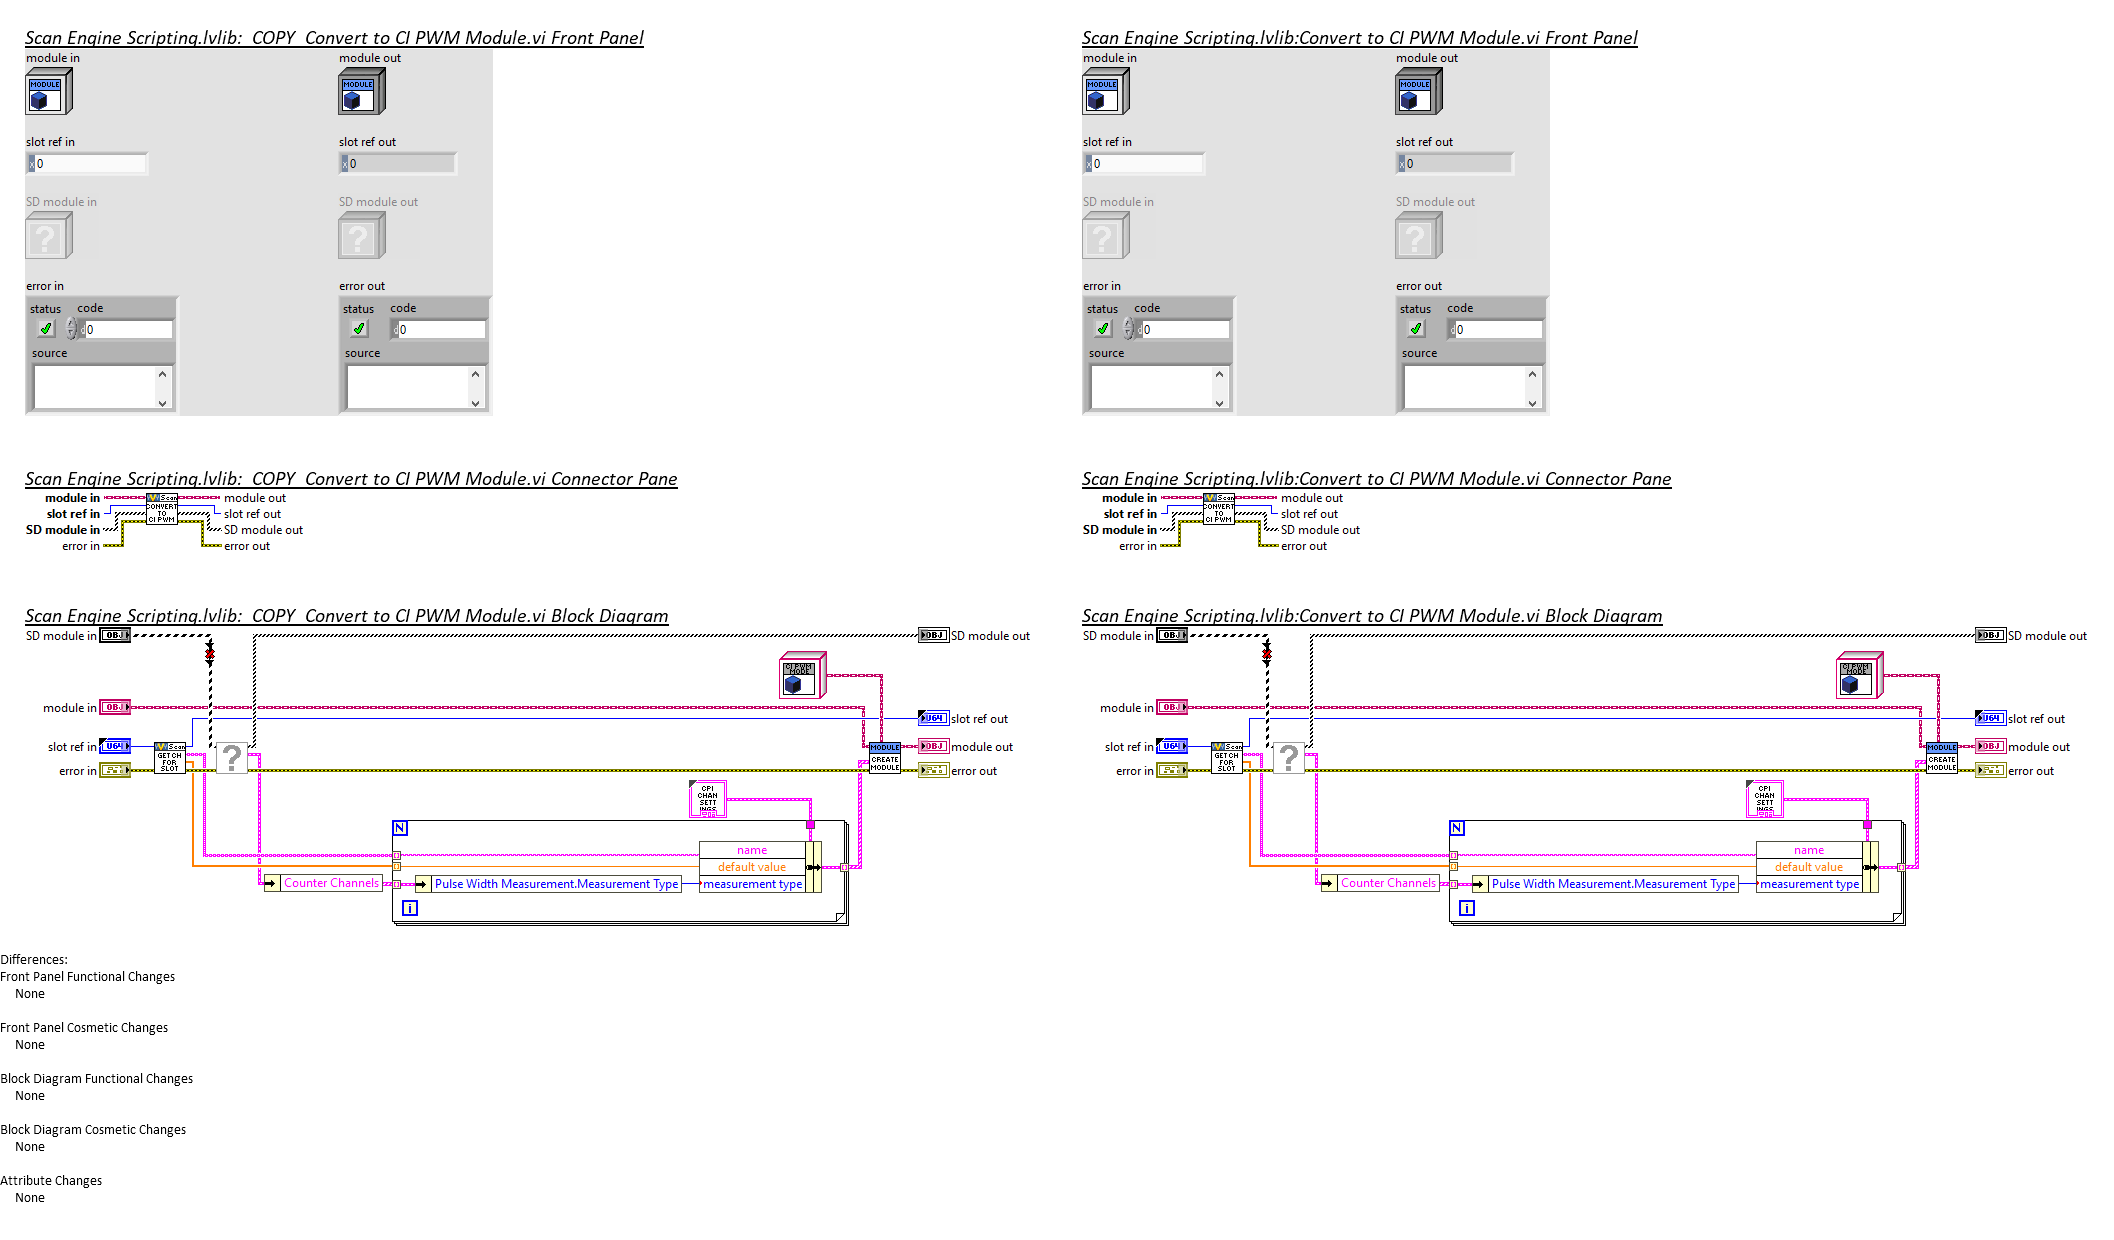 Scan Engine Scripting.lvlib:  COPY  Convert to CI PWM Module.vi Front Panel
module in
module out
MODULE
MODULE
slot ref in
slot ref out
x 0
x 0
SD module in
SD module out
?
?
error in
error out
status code
status code
d 0
d 0
source
source
Scan Engine Scripting.lvlib:  COPY  Convert to CI PWM Module.vi Connector Pane
module in
module out
slot ref in
slot ref out
SD module in
SD module out
error in
error out
Scan
CONVERT
TO
CI PWM
Scan Engine Scripting.lvlib:  COPY  Convert to CI PWM Module.vi Block Diagram
SD module in
OBJ
OBJ
SD module out
CI PWM
MODE
module in
OBJ
U64
slot ref out
slot ref in
U64
Scan
GET CH
FOR
SLOT
?
MODULE
CREATE
MODULE
OBJ
module out
error in
error out
CPI
CHAN
SETT
INGS
N
name
default value
Counter Channels
Pulse Width Measurement.Measurement Type
measurement type
i
Scan Engine Scripting.lvlib:Convert to CI PWM Module.vi Front Panel
module in
module out
MODULE
MODULE
slot ref in
slot ref out
x 0
x 0
SD module in
SD module out
?
?
error in
error out
status code
status code
d 0
d 0
source
source
Scan Engine Scripting.lvlib:Convert to CI PWM Module.vi Connector Pane
module in
module out
slot ref in
slot ref out
SD module in
SD module out
error in
error out
Scan
CONVERT
TO
CI PWM
Scan Engine Scripting.lvlib:Convert to CI PWM Module.vi Block Diagram
SD module in
OBJ
OBJ
SD module out
CI PWM
MODE
module in
OBJ
U64
slot ref out
slot ref in
U64
Scan
GET CH
FOR
SLOT
?
MODULE
CREATE
MODULE
OBJ
module out
error in
error out
CPI
CHAN
SETT
INGS
N
name
default value
Counter Channels
Pulse Width Measurement.Measurement Type
measurement type
i
Differences:
Front Panel Functional Changes
None
Front Panel Cosmetic Changes
None
Block Diagram Functional Changes
None
Block Diagram Cosmetic Changes
None
Attribute Changes
None